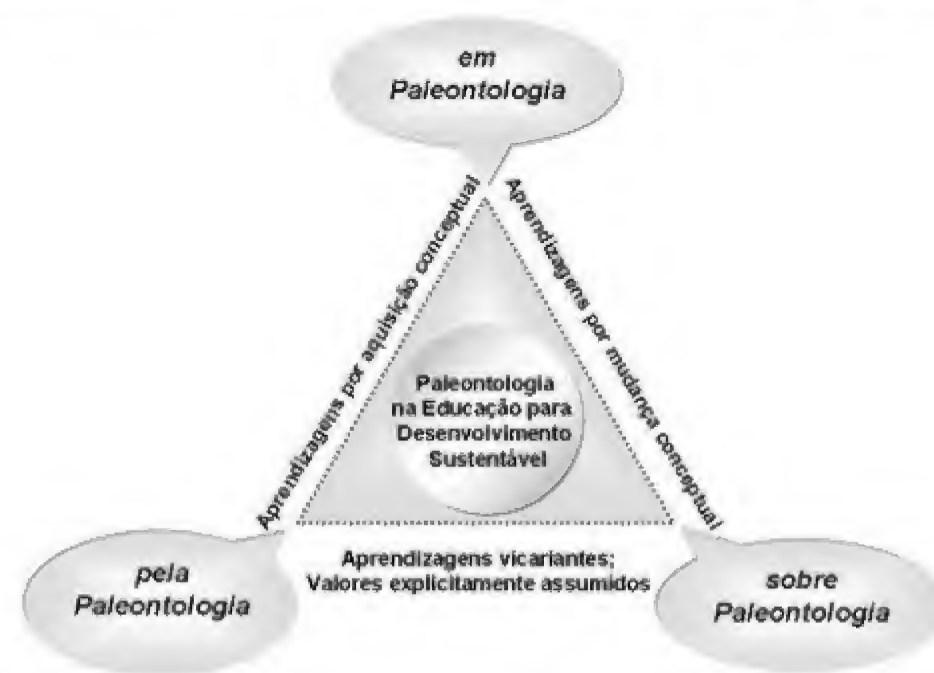 em
Paleontologia
Aprendizagens por aquisição conceptual
Aprendizagens por mudança conceptual
Paleontologia
na Educação para
Desenvolvimento
Sustentável
Aprendizagens vicariantes;
Valores explicitamente assumidos
pela
Paleontologia
sobre
Paleontologia